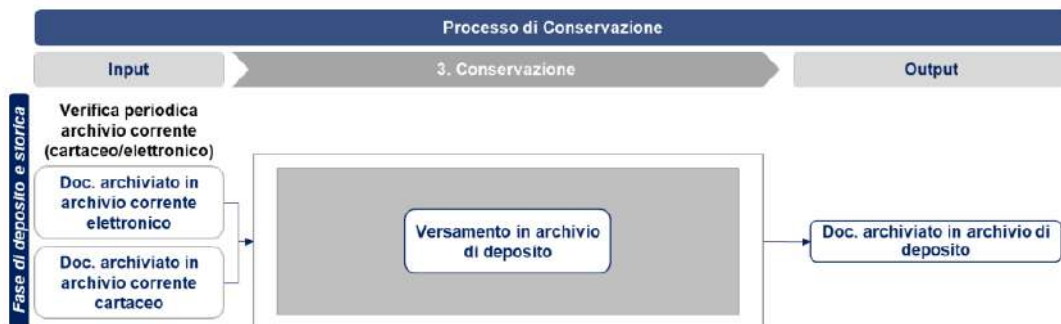 Processo di Conservazione
Input
3. Conservazione
Output
Fase di deposito e storica
Verifica periodica
archivio corrente
(cartaceo/elettronico)
Doc. archiviato in
archivio corrente
elettronico
Doc. archiviato in
archivio corrente
cartaceo
Versamento in archivio
di deposito
Doc. archiviato in archivio di
deposito